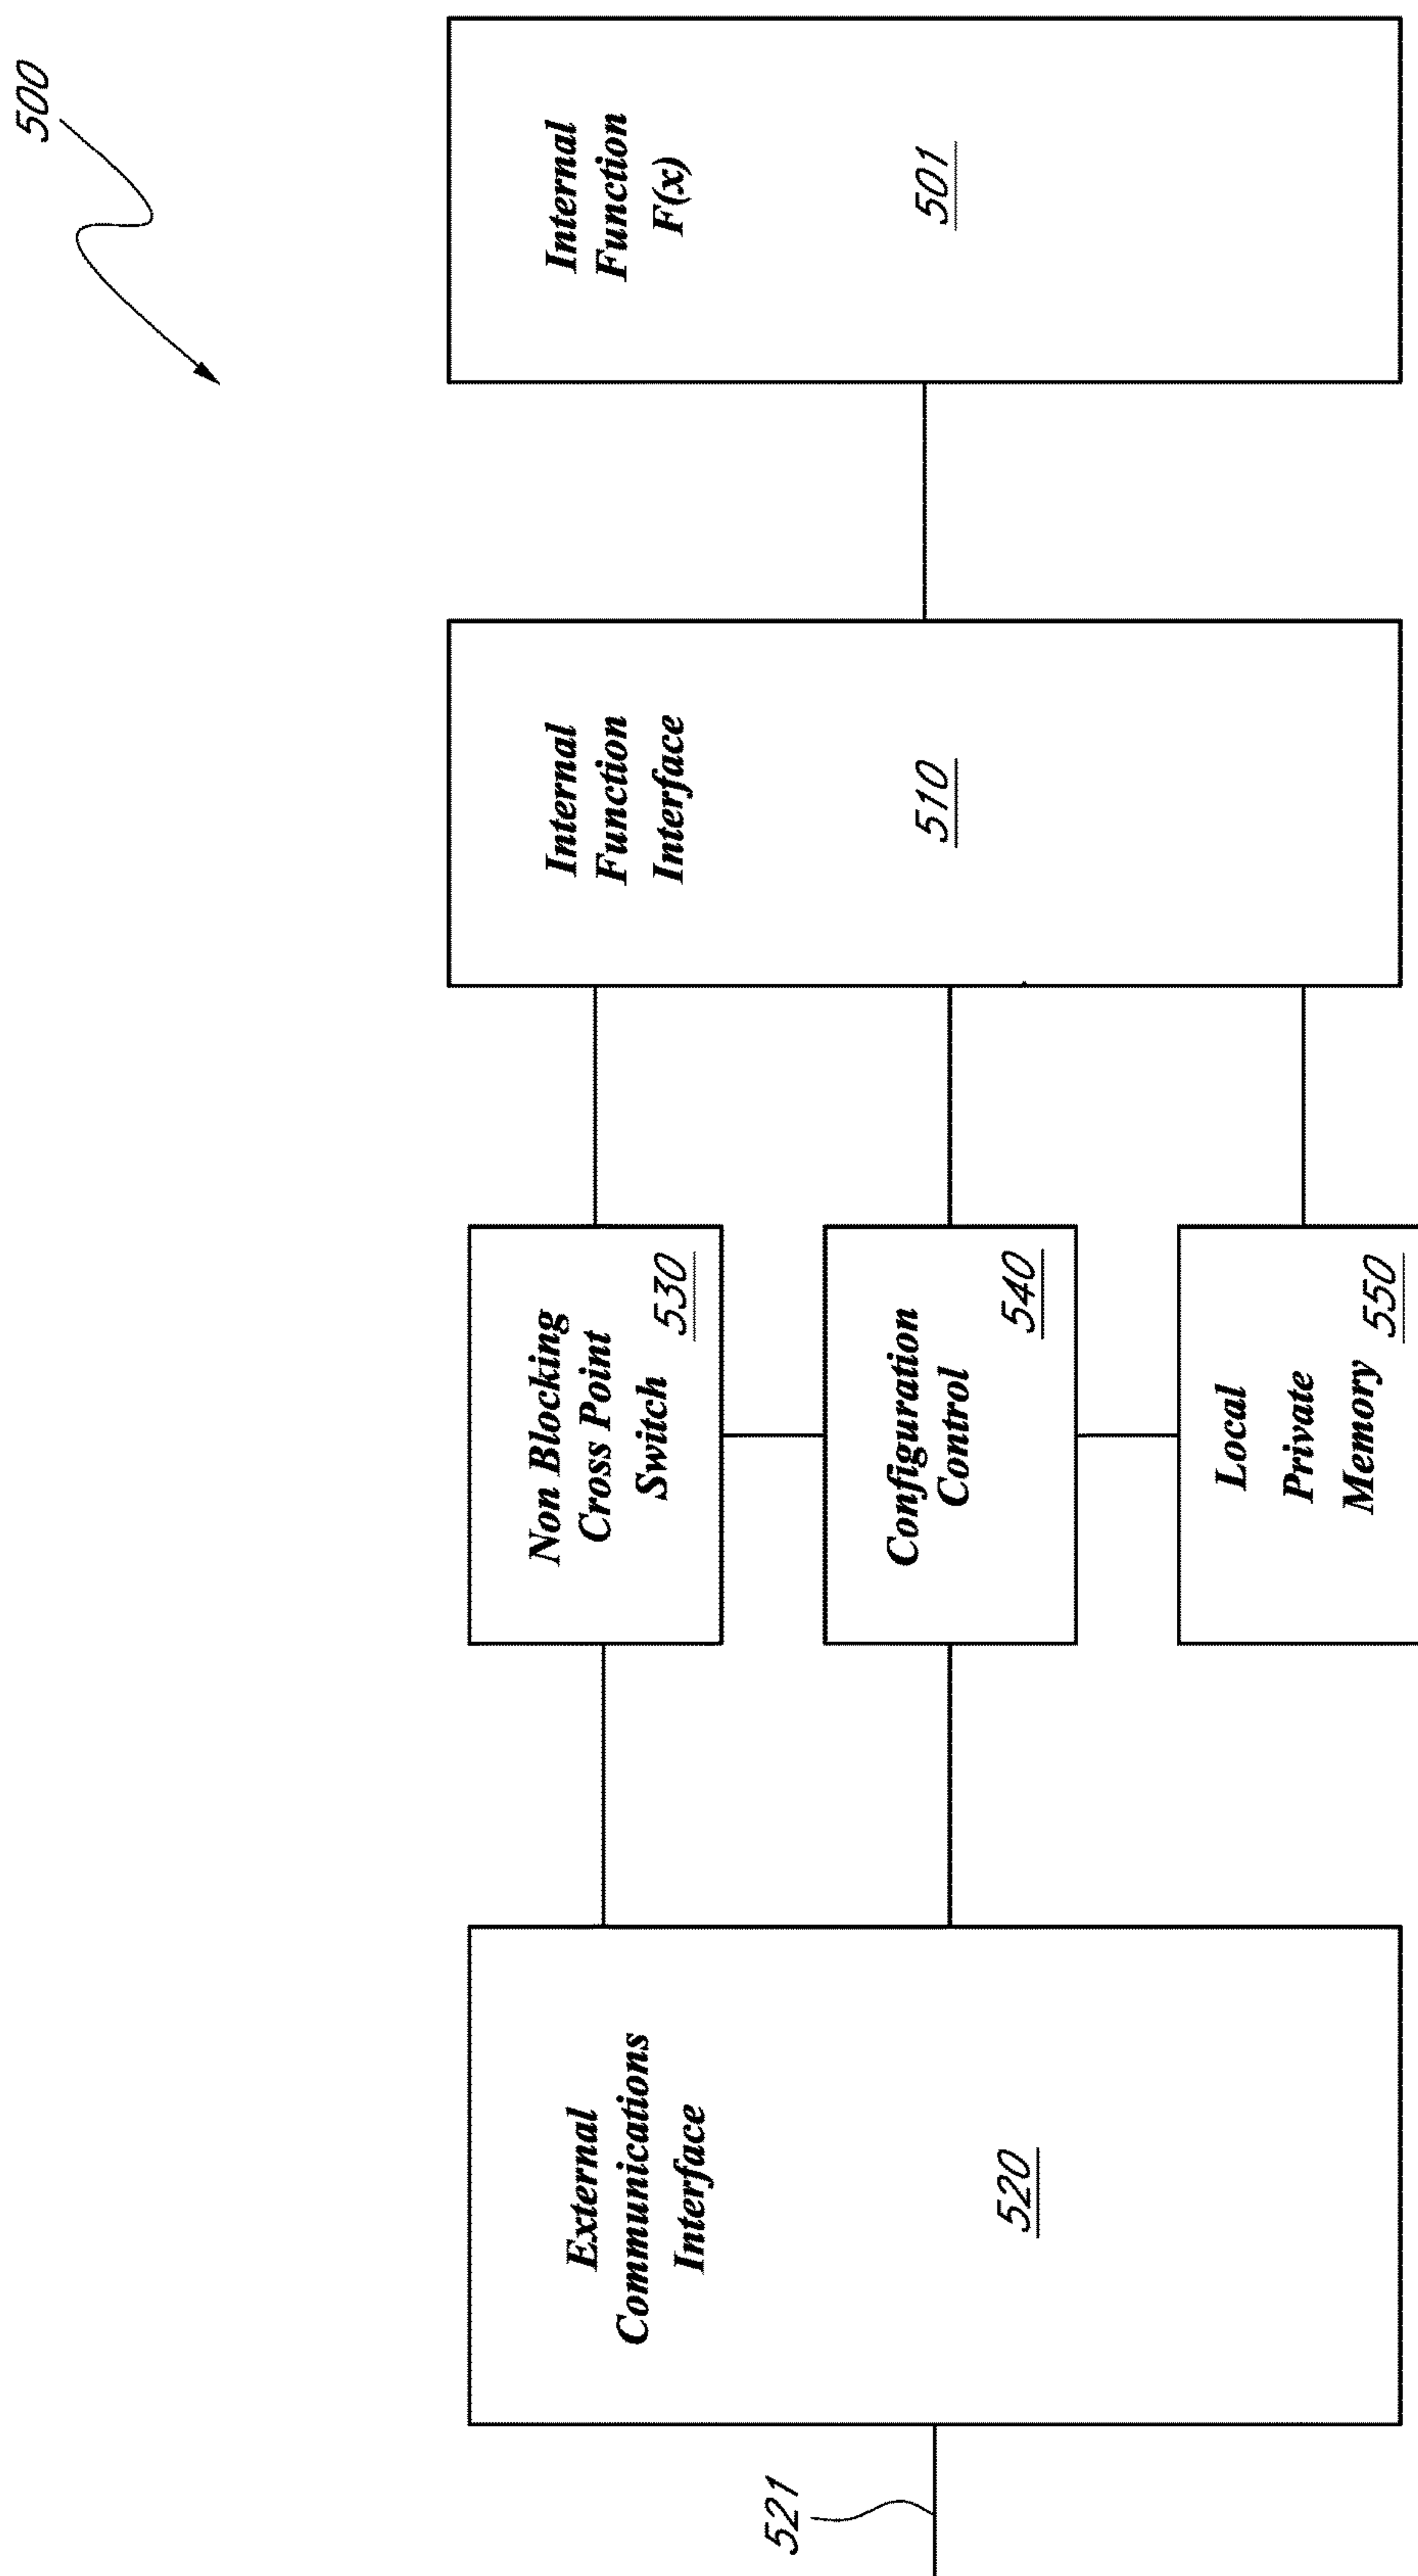 500
521
External
Communications
Interface
520
Non Blocking
Cross Point
Switch
530
Configuration
Control
540
Local
Private
Memory
550
Internal
Function
Interface
510
Internal
Function
F(x)
501